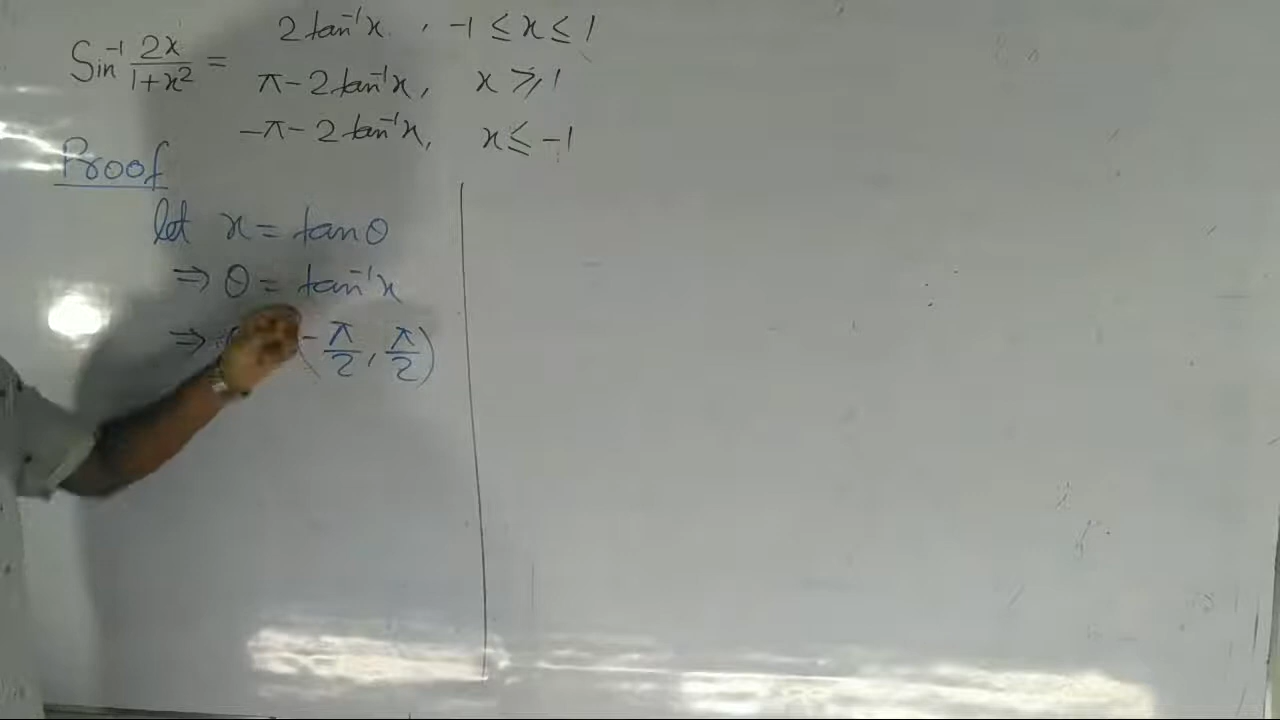 2 tan⁻¹x , -1 ≤ x ≤ 1
Sin⁻¹ 2x/1+x² = π - 2 tan⁻¹x, x ≥ 1
-π - 2 tan⁻¹x, x ≤ -1
Proof
let x = tanθ
⇒ θ = tan⁻¹x
⇒ (-π/2, π/2)